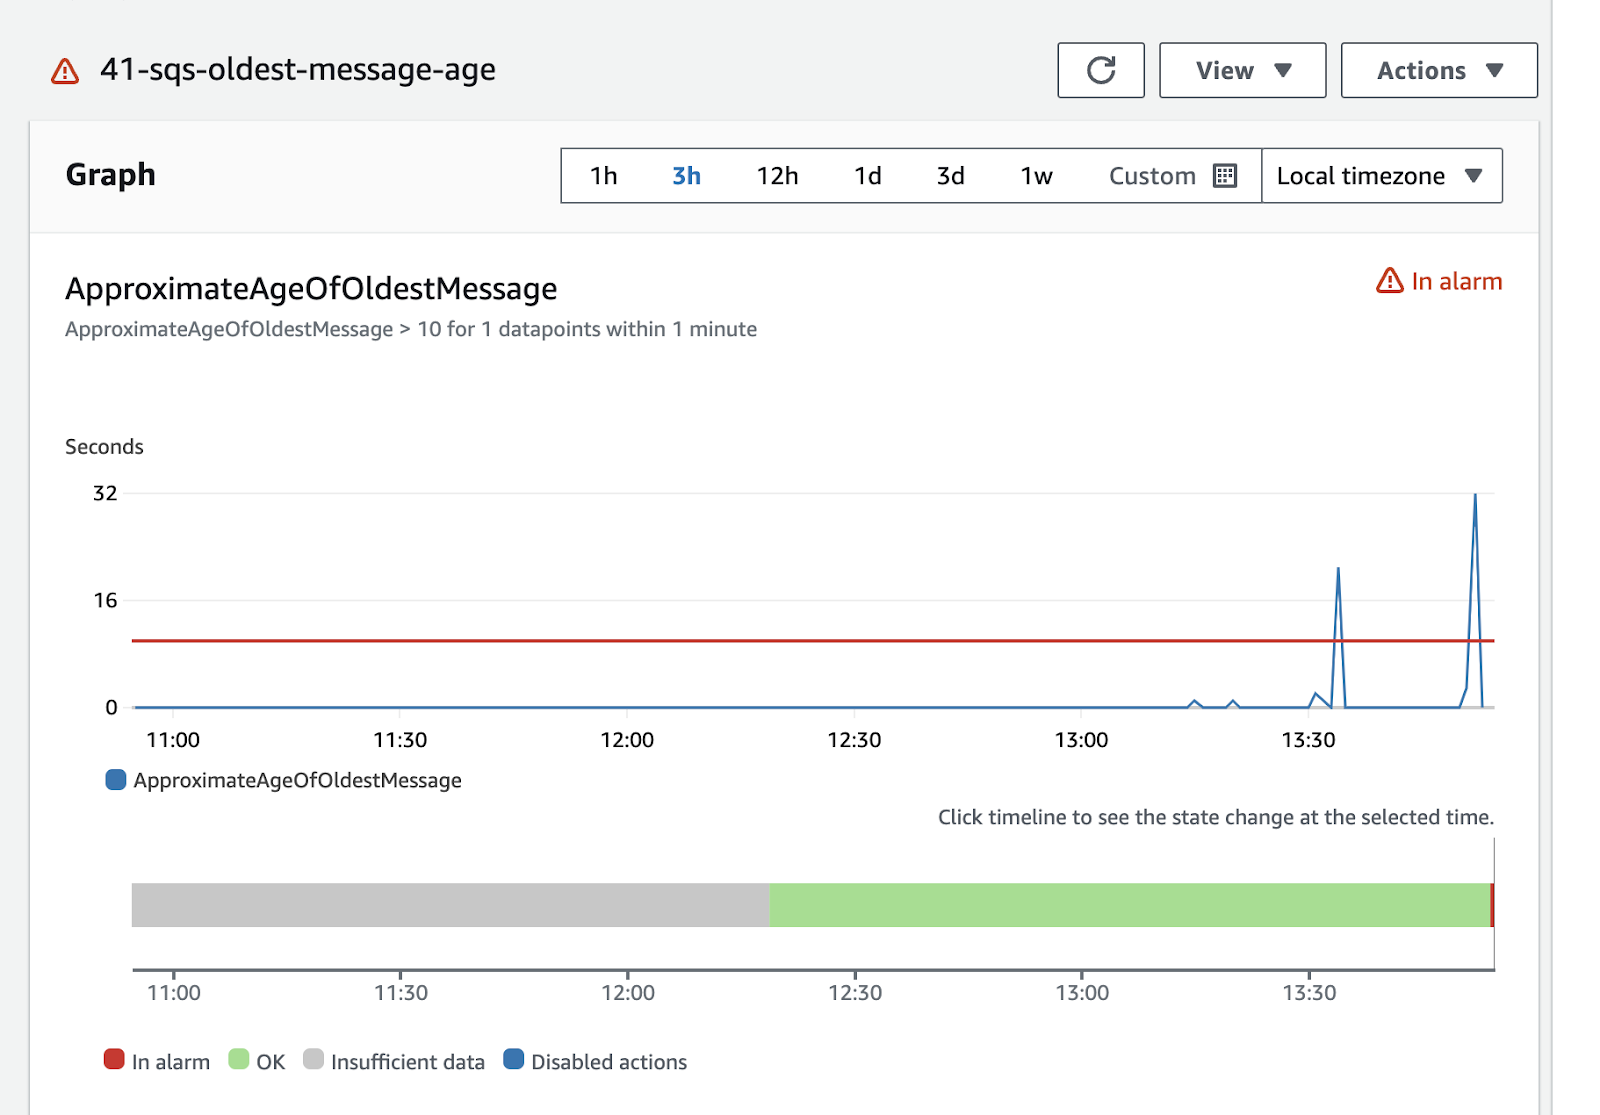 41-sqs-oldest-message-age
View
Actions
Graph
1h 3h 12h 1d 3d 1w Custom Local timezone
ApproximateAgeOfOldestMessage
In alarm
ApproximateAgeOfOldestMessage > 10 for 1 datapoints within 1 minute
Seconds
32
16
0
11:00 11:30 12:00 12:30 13:00 13:30
ApproximateAgeOfOldestMessage
Click timeline to see the state change at the selected time.
11:00 11:30 12:00 12:30 13:00 13:30
In alarm OK Insufficient data Disabled actions